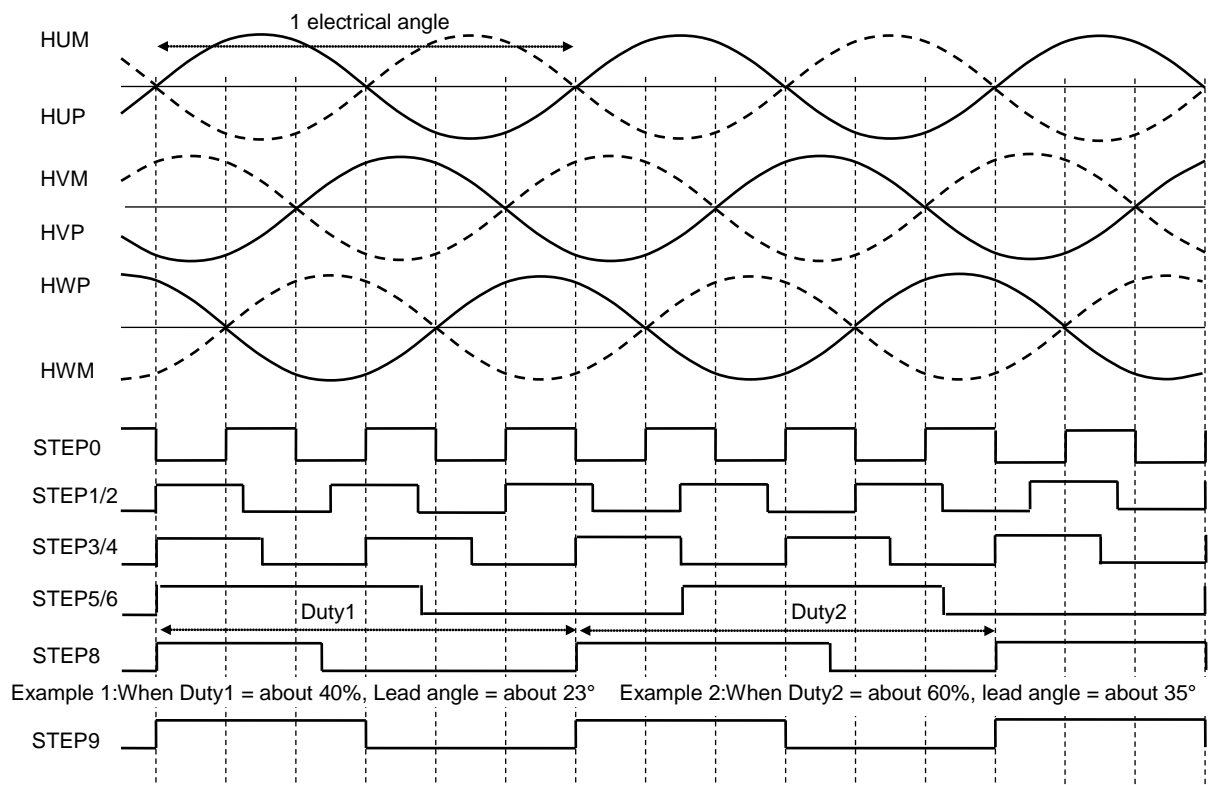 1 electrical angle
HUM
HUP
HVM
HVP
HWP
HWM
STEP0
STEP1/2
STEP3/4
STEP5/6
Duty1
Duty2
STEP8
Example 1:When Duty1 = about 40%, Lead angle = about 23°
Example 2:When Duty2 = about 60%, lead angle = about 35°
STEP9